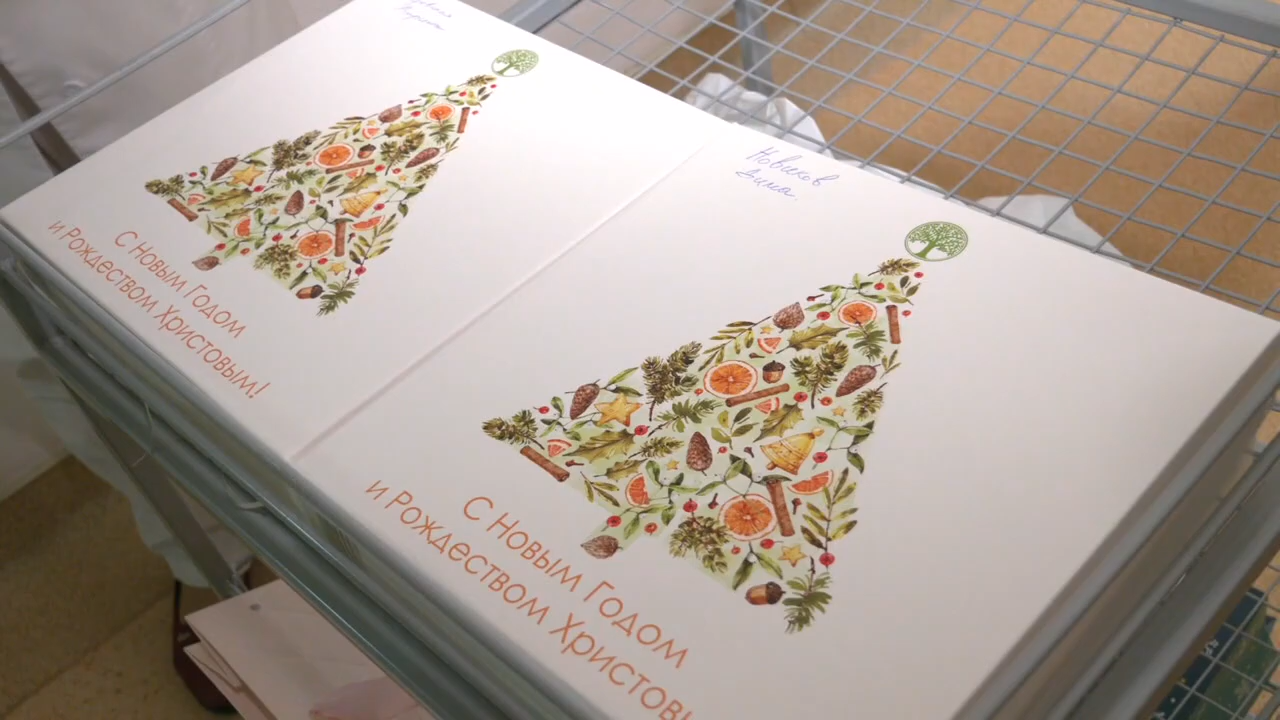 С Новым Годом
и Рождеством Христовым!
Новиков
Дима
С Новым Годом
и Рождеством Христовы